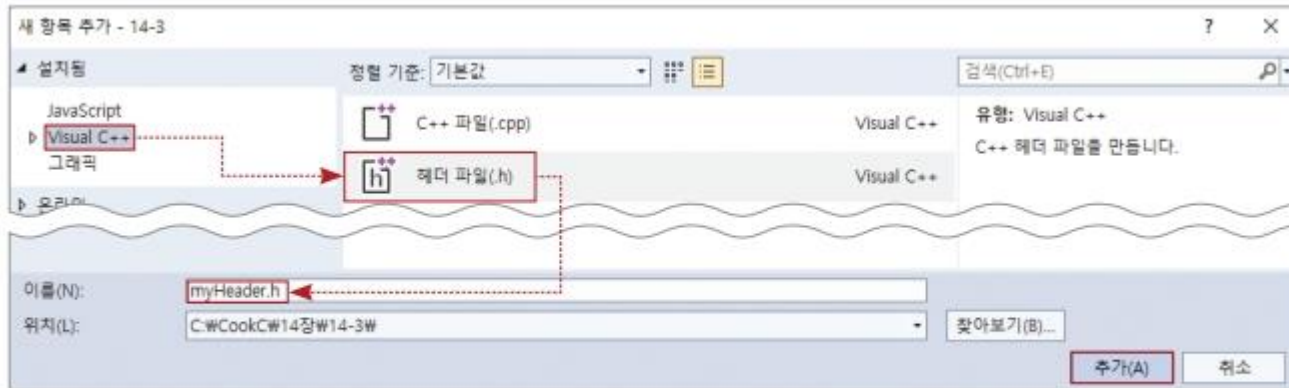 새 항목 추가 - 14-3 ? ×
설치됨
JavaScript
Visual C++
그래픽
온라인
정렬 기준: 기본값
검색(Ctrl+E)
C++ 파일(.cpp) Visual C++
헤더 파일(.h) Visual C++
유형: Visual C++
C++ 헤더 파일을 만듭니다.
이름(N): myHeader.h
위치(L): C:₩CookC₩14장₩14-3₩
찾아보기(B)...
추가(A) 취소